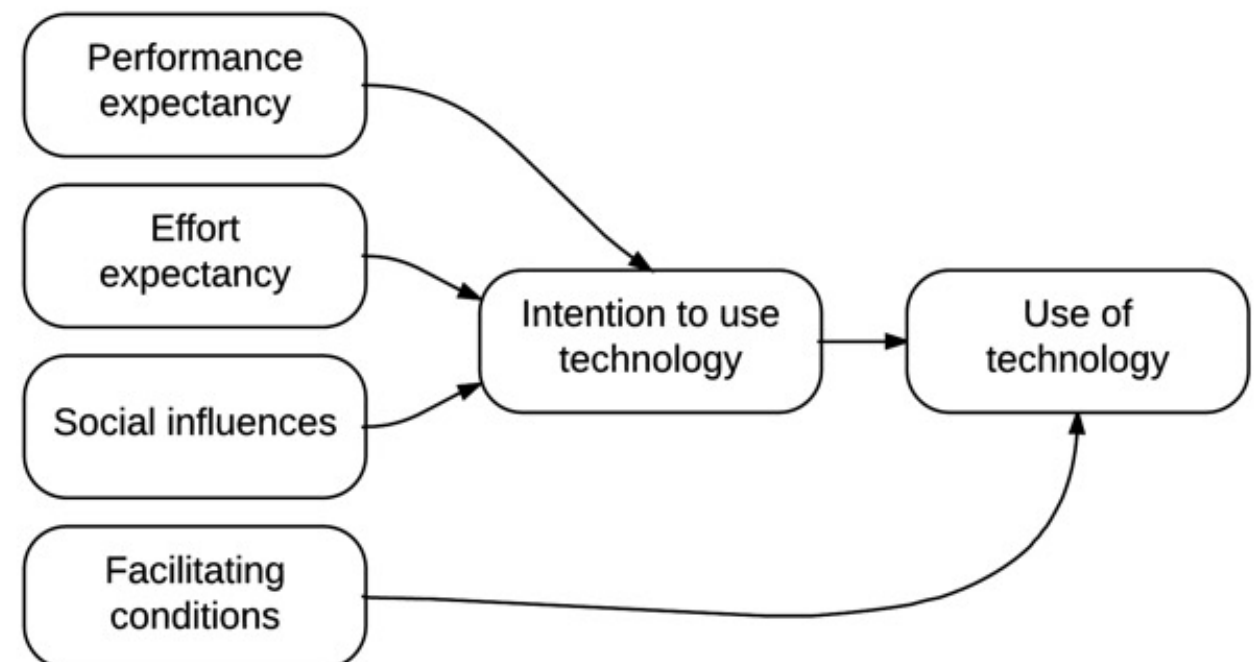 Performance
expectancy
Effort
expectancy
Social influences
Facilitating
conditions
Intention to use
technology
Use of
technology